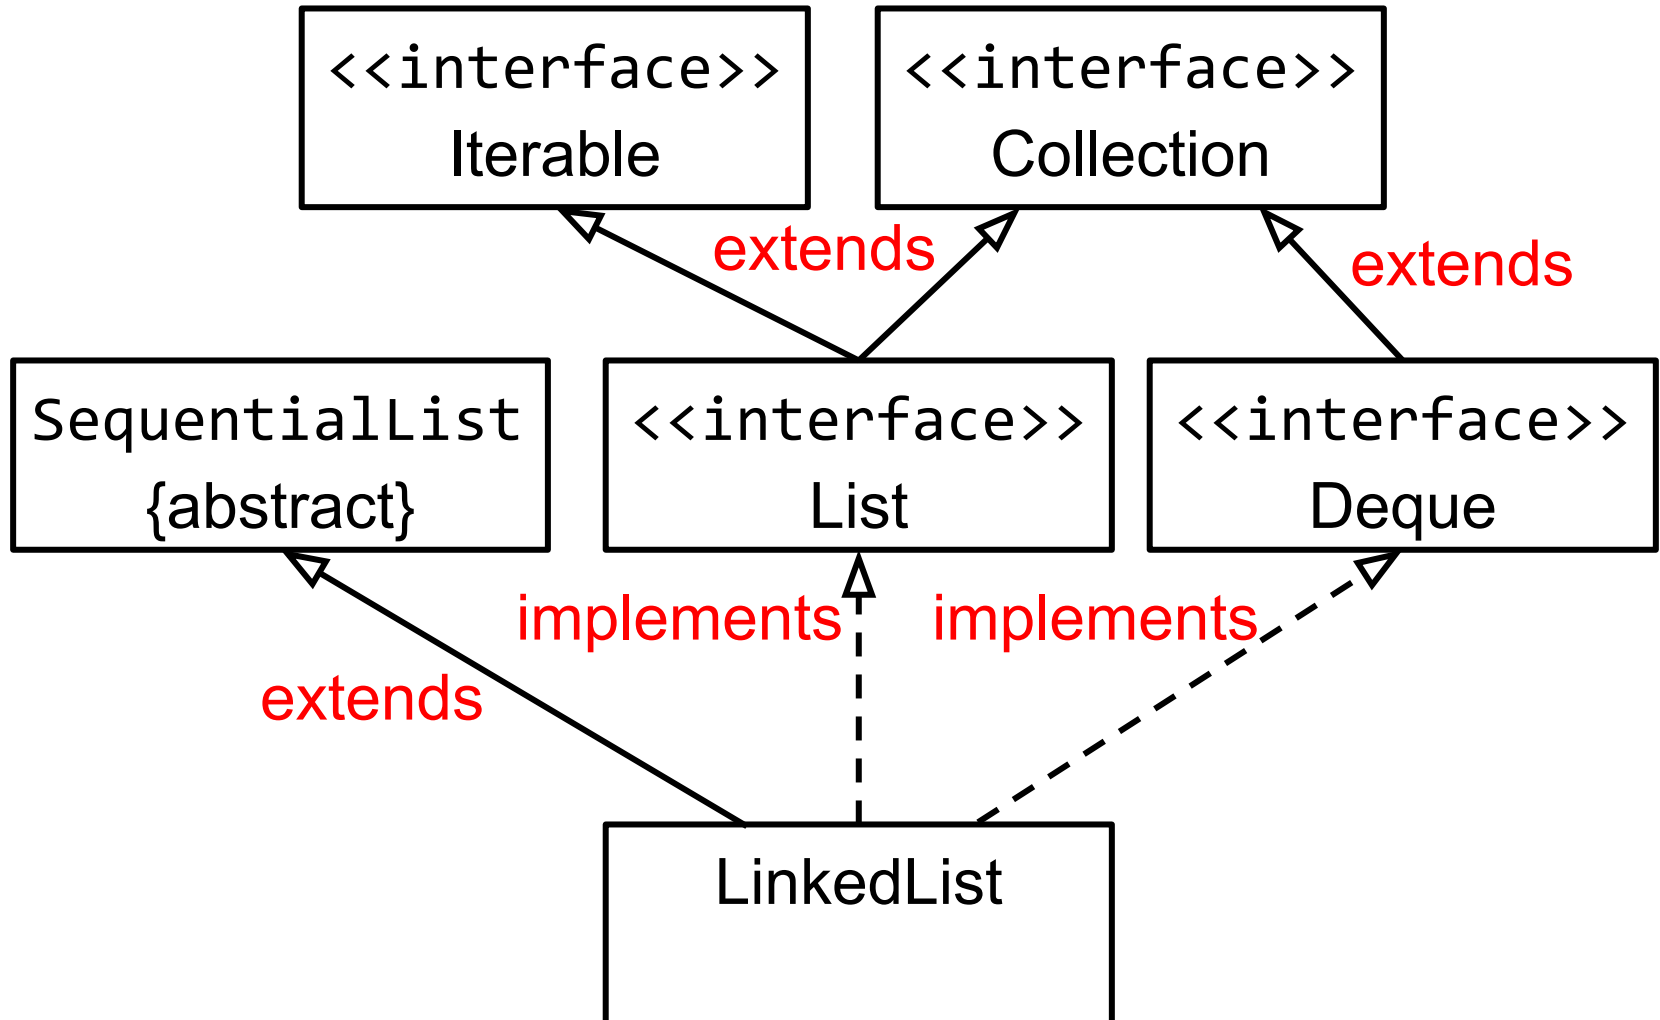 <<interface>>
Iterable
<<interface>>
Collection
extends
extends
SequentialList
{abstract}
<<interface>>
List
<<interface>>
Deque
implements
implements
extends
LinkedList